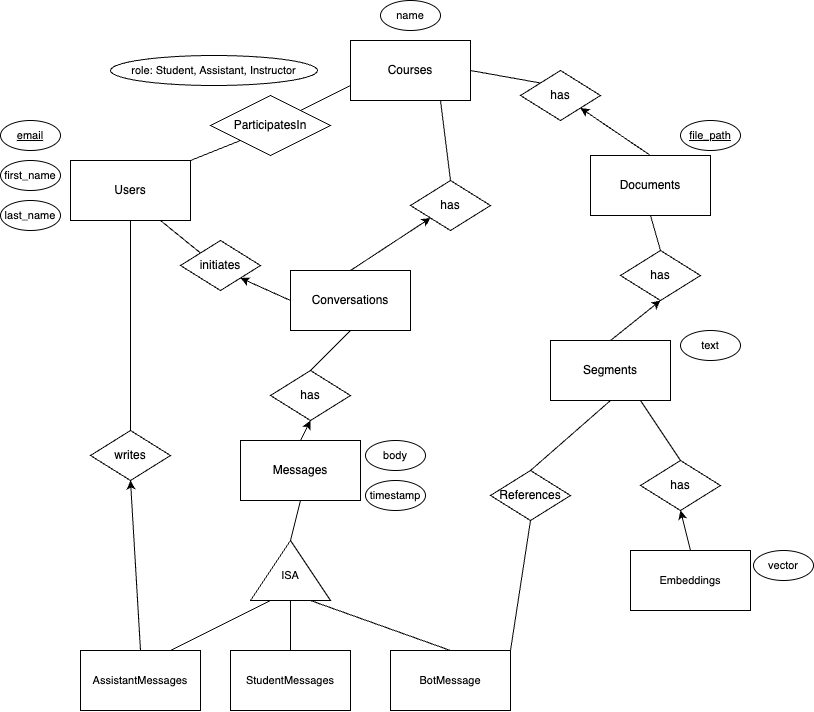 name
role: Student, Assistant, Instructor
Courses
has
ParticipatesIn
email
file_path
first_name
Users
Documents
has
last_name
initiates
has
Conversations
text
Segments
has
writes
body
Messages
has
timestamp
References
vector
ISA
Embeddings
AssistantMessages
StudentMessages
BotMessage